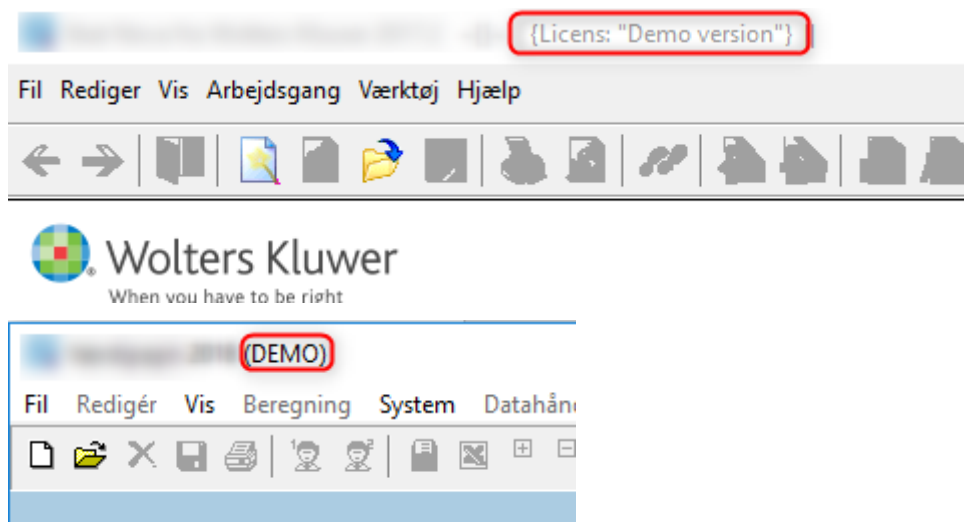 {Licens: "Demo version"}
Fil Rediger Vis Arbejdsgang Værktøj Hjælp
Wolters Kluwer
When you have to be right
(DEMO)
Fil Redigér Vis Beregning System